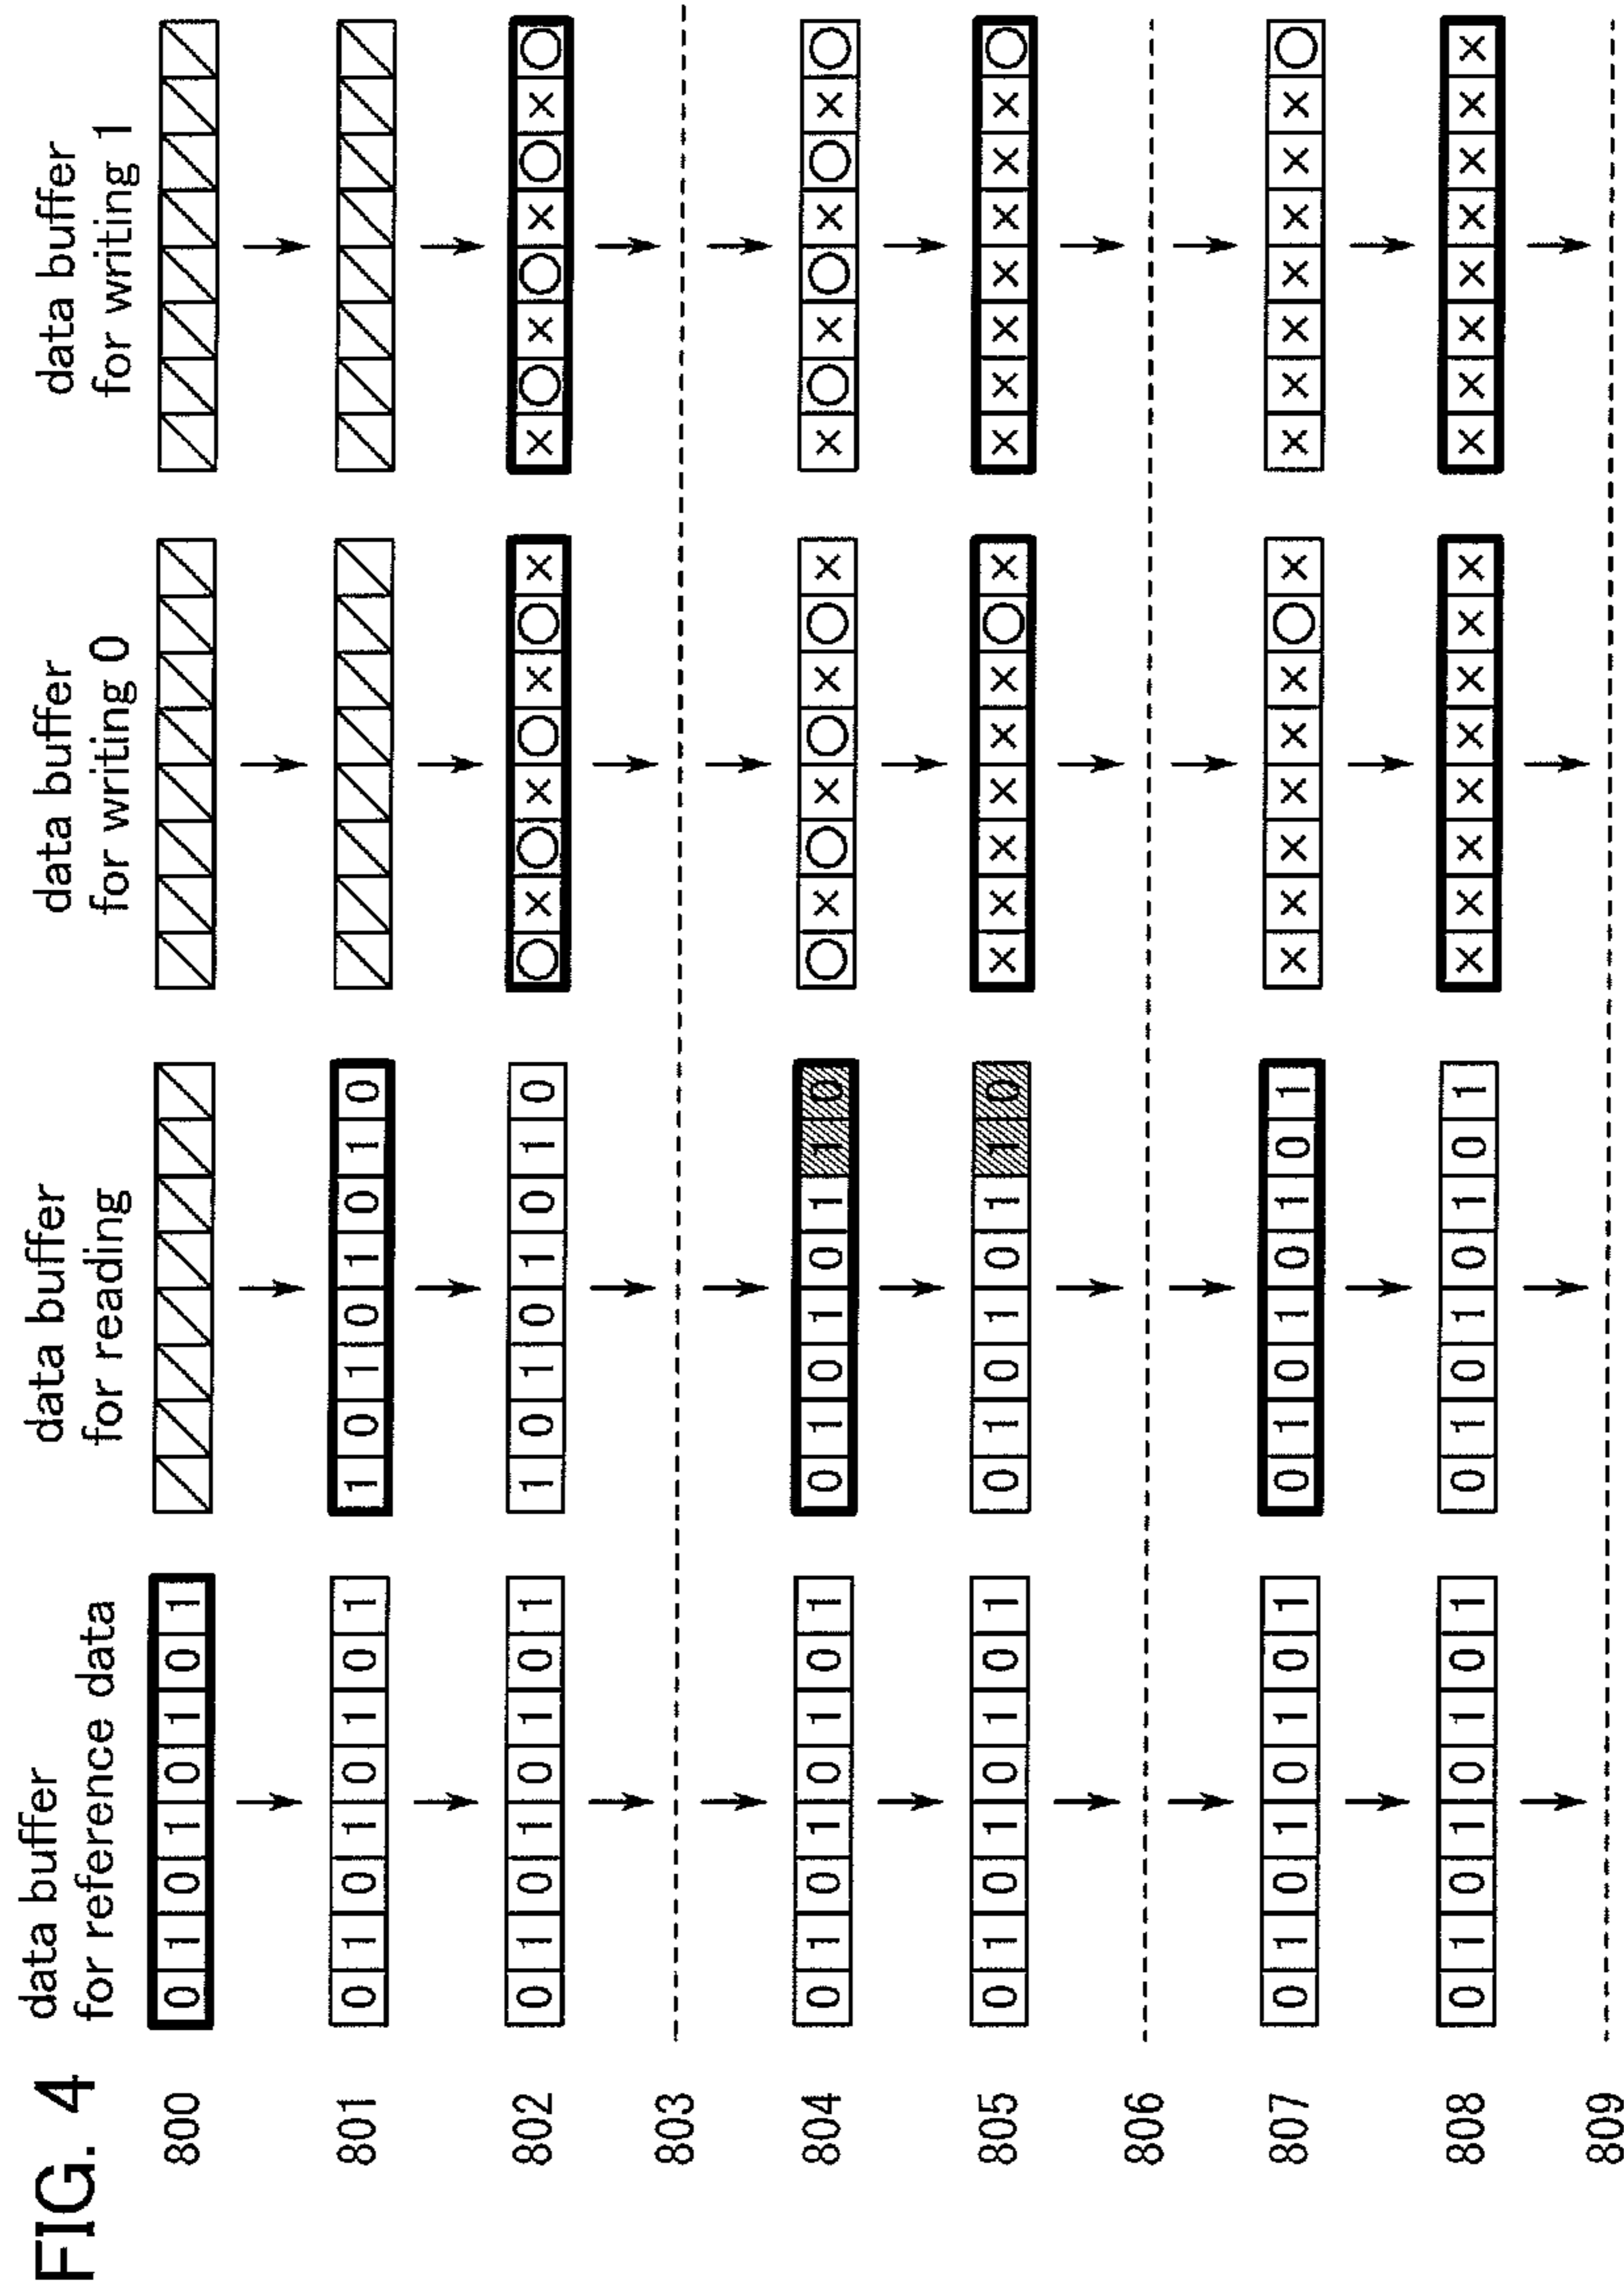 FIG. 4
data buffer for reference data
data buffer for reading
data buffer for writing 0
data buffer for writing 1
800 0 1 0 1 0 1 0 1
801 0 1 0 1 0 1 0 1 1 0 1 0 1 0 1 0
802 0 1 0 1 0 1 0 1 1 0 1 0 1 0 1 0 ○ × ○ × ○ × ○ × × ○ × ○ × ○ × ○
803
804 0 1 0 1 0 1 0 1 0 1 0 1 0 1 1 0 ○ × ○ × ○ × ○ × × ○ × ○ × ○ × ○
805 0 1 0 1 0 1 0 1 0 1 0 1 0 1 1 0 × × × × × × ○ × × × × × × × × ○
806
807 0 1 0 1 0 1 0 1 0 1 0 1 0 1 0 1 × × × × × × ○ × × × × × × × × ○
808 0 1 0 1 0 1 0 1 0 1 0 1 0 1 0 1 × × × × × × × × × × × × × × × ×
809